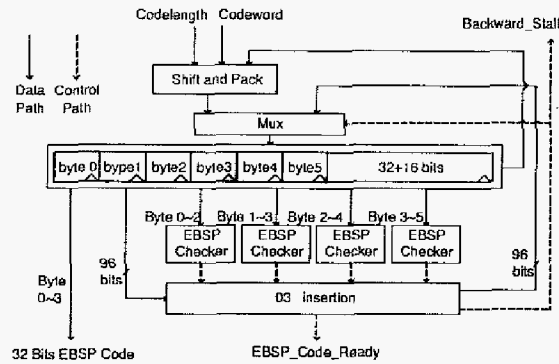 Codelength
Codeword
Backward_Stall
Data
Path
Control
Path
Shift and Pack
Mux
byte 0 bype1 byte2 byte3 byte4 byte5 32+16 bits
Byte 0~2 Byte 1~3 Byte 2~4 Byte 3~5
EBSP
Checker
EBSP
Checker
EBSP
Checker
EBSP
Checker
Byte
0~3
96
bits
03 insertion
96
bits
32 Bits EBSP Code
EBSP_Code_Ready